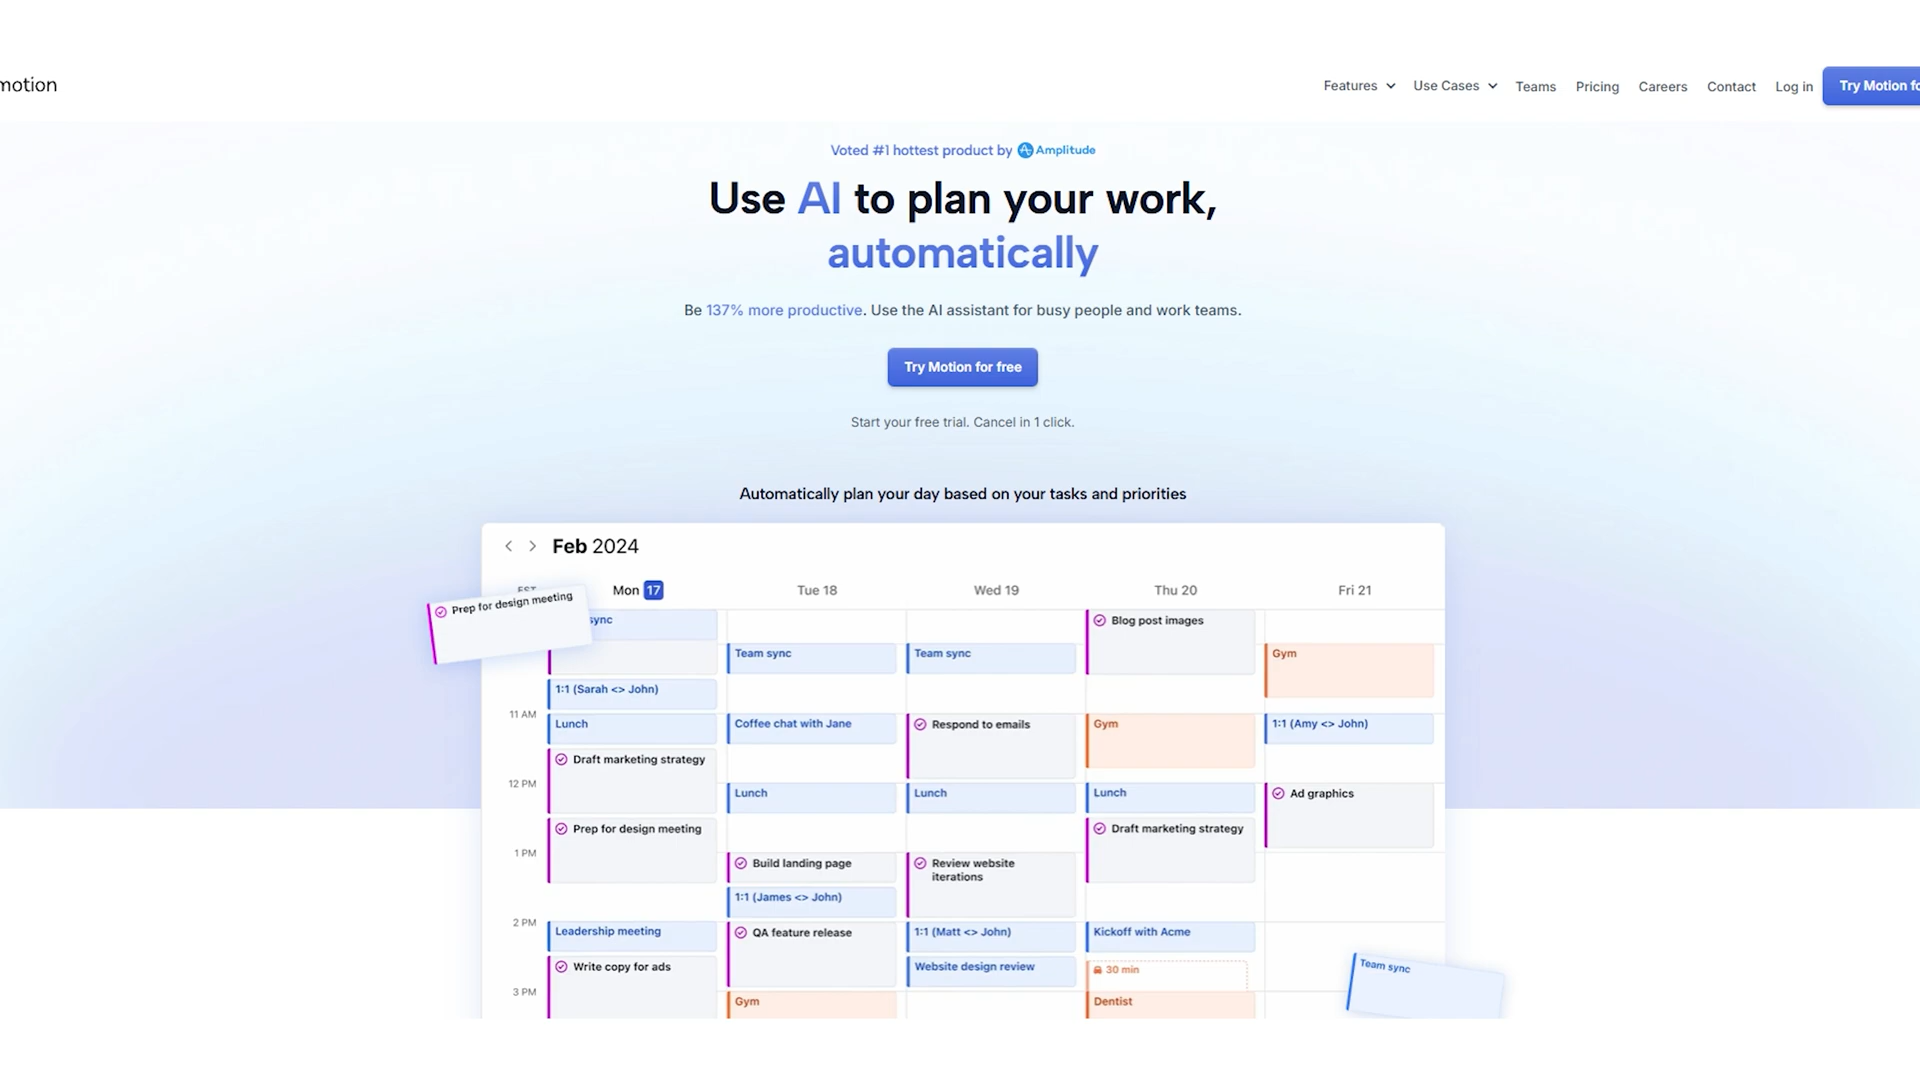 motion
Features
Use Cases
Teams
Pricing
Careers
Contact
Log in
Try Motion fo
Voted #1 hottest product by Amplitude
Use AI to plan your work,
automatically
Be 137% more productive. Use the AI assistant for busy people and work teams.
Try Motion for free
Start your free trial. Cancel in 1 click.
Automatically plan your day based on your tasks and priorities
Feb 2024
EST
Mon 17
Tue 18
Wed 19
Thu 20
Fri 21
Prep for design meeting
sync
Blog post images
Team sync
Team sync
Gym
1:1 (Sarah <> John)
11 AM
Lunch
Coffee chat with Jane
Respond to emails
Gym
1:1 (Amy <> John)
Draft marketing strategy
12 PM
Lunch
Lunch
Lunch
Ad graphics
Prep for design meeting
Draft marketing strategy
1 PM
Build landing page
Review website
iterations
1:1 (James <> John)
2 PM
Leadership meeting
QA feature release
1:1 (Matt <> John)
Kickoff with Acme
Write copy for ads
Website design review
30 min
Team sync
3 PM
Gym
Dentist